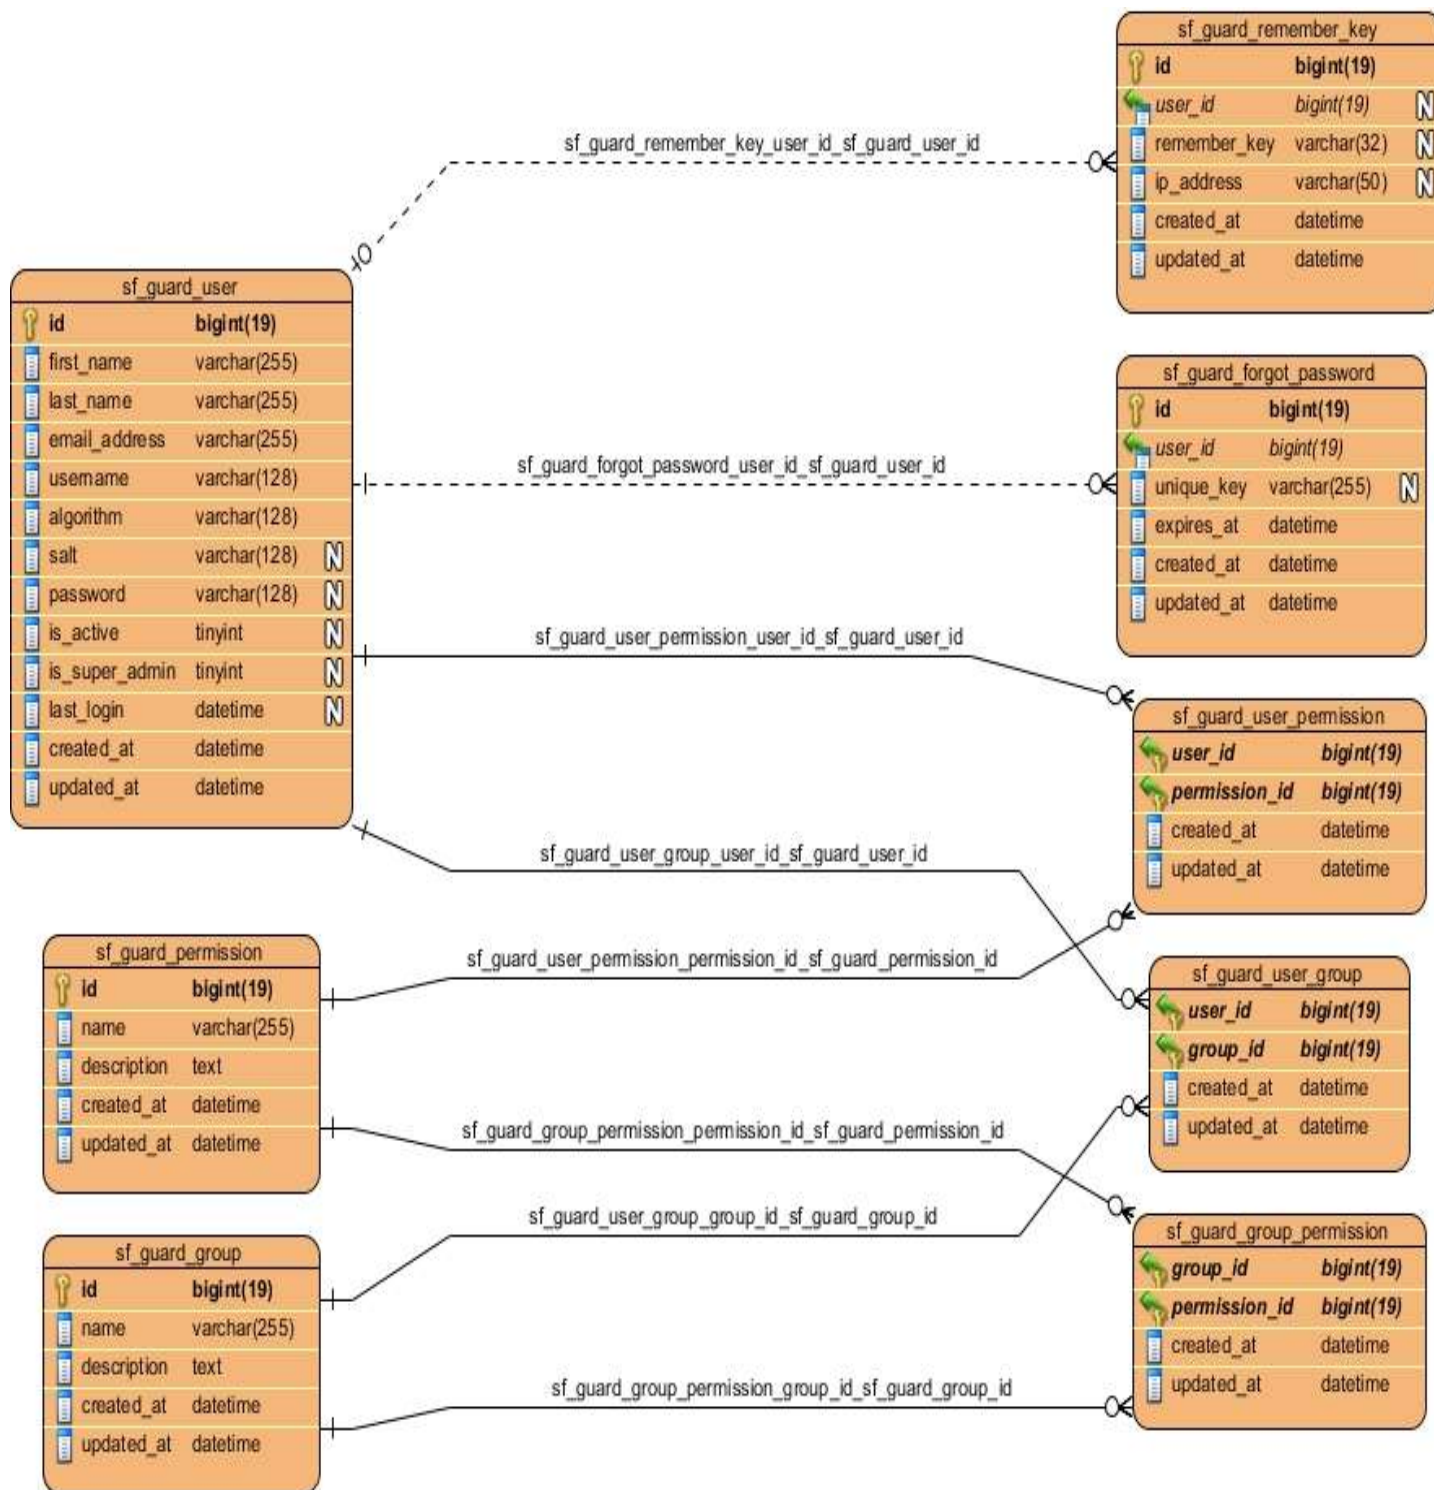 sf_guard_remember_key
id bigint(19)
user_id bigint(19) N
remember_key varchar(32) N
ip_address varchar(50) N
created_at datetime
updated_at datetime
sf_guard_remember_key_user_id_sf_guard_user_id
sf_guard_user
id bigint(19)
first_name varchar(255)
last_name varchar(255)
email_address varchar(255)
username varchar(128)
algorithm varchar(128)
salt varchar(128) N
password varchar(128) N
is_active tinyint N
is_super_admin tinyint N
last_login datetime N
created_at datetime
updated_at datetime
sf_guard_forgot_password
id bigint(19)
user_id bigint(19)
unique_key varchar(255) N
expires_at datetime
created_at datetime
updated_at datetime
sf_guard_forgot_password_user_id_sf_guard_user_id
sf_guard_user_permission_user_id_sf_guard_user_id
sf_guard_user_permission
user_id bigint(19)
permission_id bigint(19)
created_at datetime
updated_at datetime
sf_guard_user_group_user_id_sf_guard_user_id
sf_guard_permission
id bigint(19)
name varchar(255)
description text
created_at datetime
updated_at datetime
sf_guard_user_permission_permission_id_sf_guard_permission_id
sf_guard_user_group
user_id bigint(19)
group_id bigint(19)
created_at datetime
updated_at datetime
sf_guard_group_permission_permission_id_sf_guard_permission_id
sf_guard_user_group_group_id_sf_guard_group_id
sf_guard_group
id bigint(19)
name varchar(255)
description text
created_at datetime
updated_at datetime
sf_guard_group_permission
group_id bigint(19)
permission_id bigint(19)
created_at datetime
updated_at datetime
sf_guard_group_permission_group_id_sf_guard_group_id